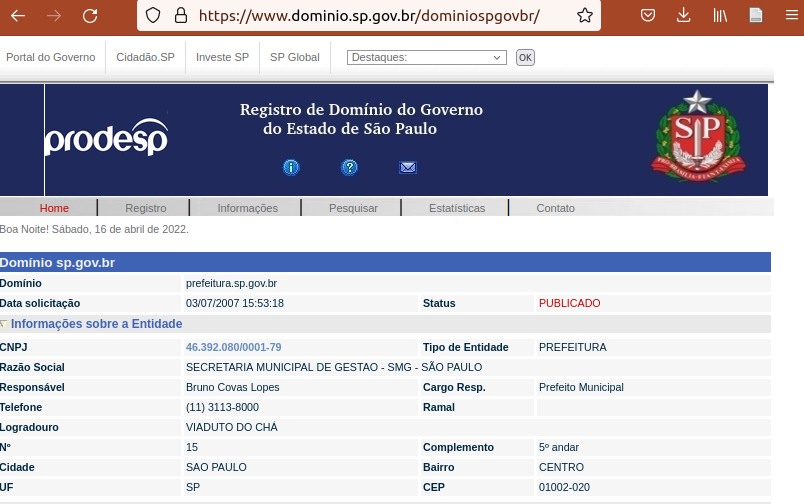 https://www.dominio.sp.gov.br/dominiospgovbr/
Portal do Governo Cidadão.SP Investe SP SP Global Destaques: OK
prodesp
Registro de Domínio do Governo
do Estado de São Paulo
SP
Home Registro Informações Pesquisar Estatísticas Contato
Boa Noite! Sábado, 16 de abril de 2022.
Domínio sp.gov.br
Domínio prefeitura.sp.gov.br
Data solicitação 03/07/2007 15:53:18 Status PUBLICADO
Informações sobre a Entidade
CNPJ 46.392.080/0001-79 Tipo de Entidade PREFEITURA
Razão Social SECRETARIA MUNICIPAL DE GESTAO - SMG - SÃO PAULO
Responsável Bruno Covas Lopes Cargo Resp. Prefeito Municipal
Telefone (11) 3113-8000 Ramal
Logradouro VIADUTO DO CHÁ
Nº 15 Complemento 5º andar
Cidade SAO PAULO Bairro CENTRO
UF SP CEP 01002-020